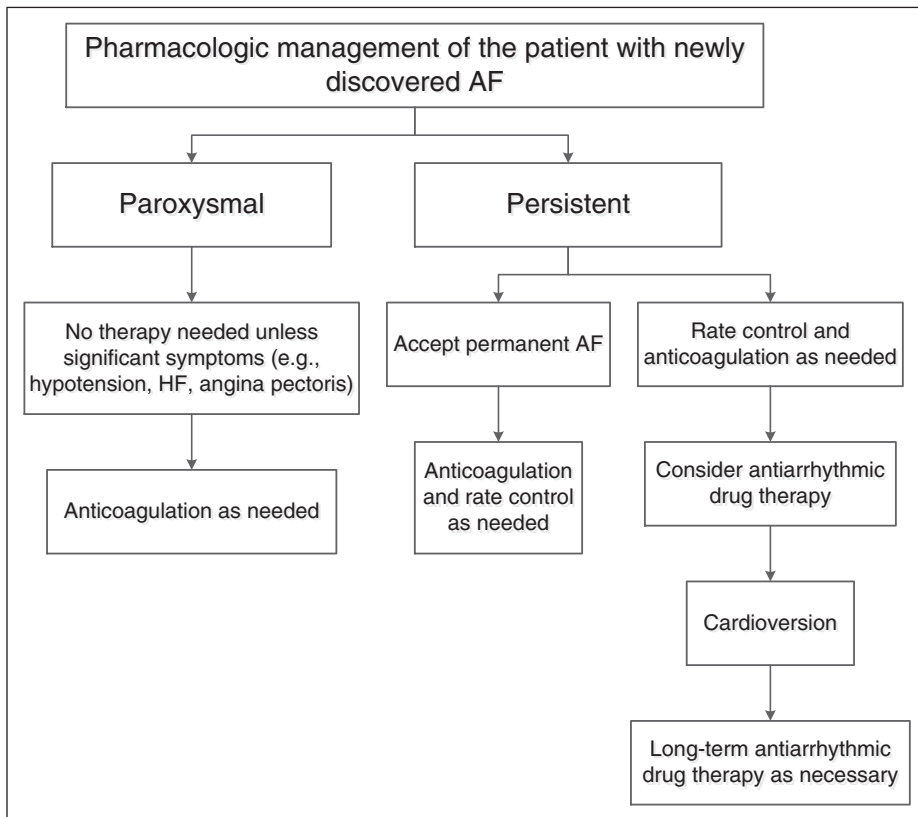 Pharmacologic management of the patient with newly
discovered AF
Paroxysmal
Persistent
No therapy needed unless
significant symptoms (e.g.,
hypotension, HF, angina pectoris)
Accept permanent AF
Rate control and
anticoagulation as needed
Anticoagulation as needed
Anticoagulation
and rate control
as needed
Consider antiarrhythmic
drug therapy
Cardioversion
Long-term antiarrhythmic
drug therapy as necessary